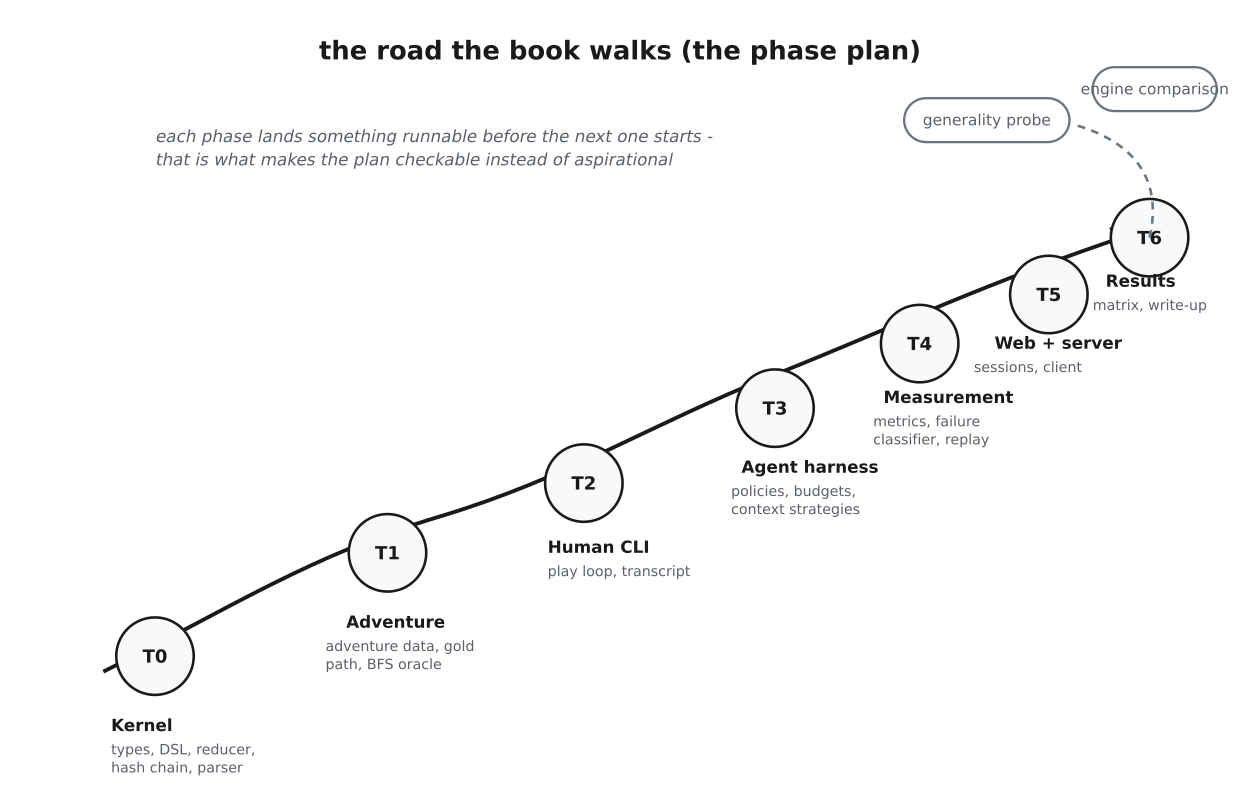 the road the book walks (the phase plan)
engine comparison
generality probe
each phase lands something runnable before the next one starts -
that is what makes the plan checkable instead of aspirational
T6
Results
matrix, write-up
T5
Web + server
sessions, client
T4
Measurement
metrics, failure
classifier, replay
T3
Agent harness
policies, budgets,
context strategies
T2
Human CLI
play loop, transcript
T1
Adventure
adventure data, gold
path, BFS oracle
T0
Kernel
types, DSL, reducer,
hash chain, parser